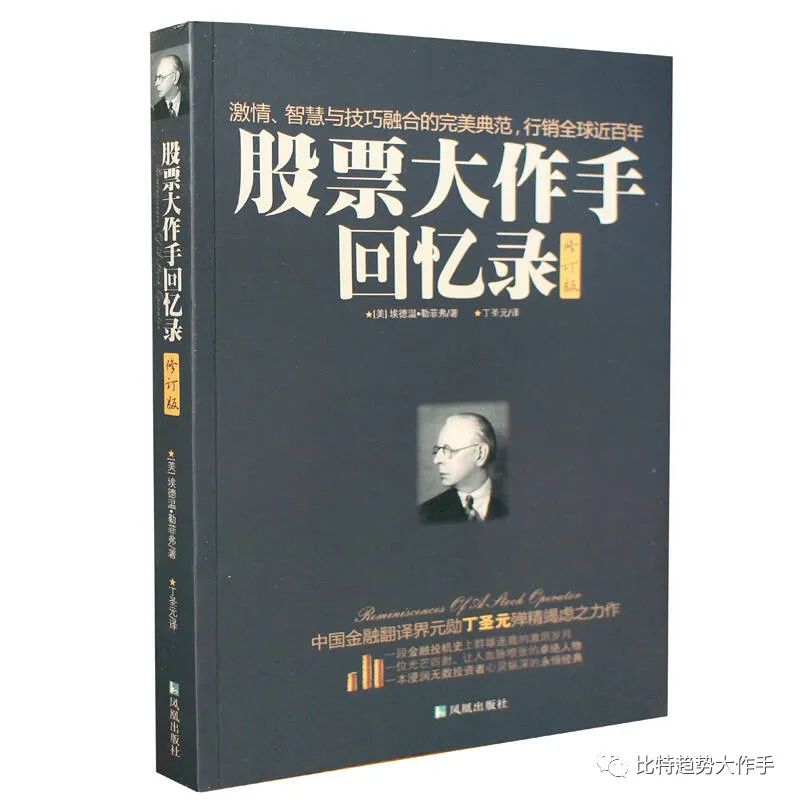 激情、智慧与技巧融合的完美典范，行销全球近百年
股票大作手
回忆录
修订版
★[美]埃德温·勒菲弗/著 ★丁圣元/译
Reminiscences Of A Stock Operator
中国金融翻译界元勋丁圣元殚精竭虑之力作
一段金融投机史上群雄逐鹿的激昂岁月
一位光芒四射、让人血脉喷张的卓绝人物
一本浸润无数投资者心灵纵深的永恒经典
凤凰出版社
股票大作手回忆录
修订版
★[美]埃德温·勒菲弗/著
★丁圣元/译
凤凰出版社
比特趋势大作手